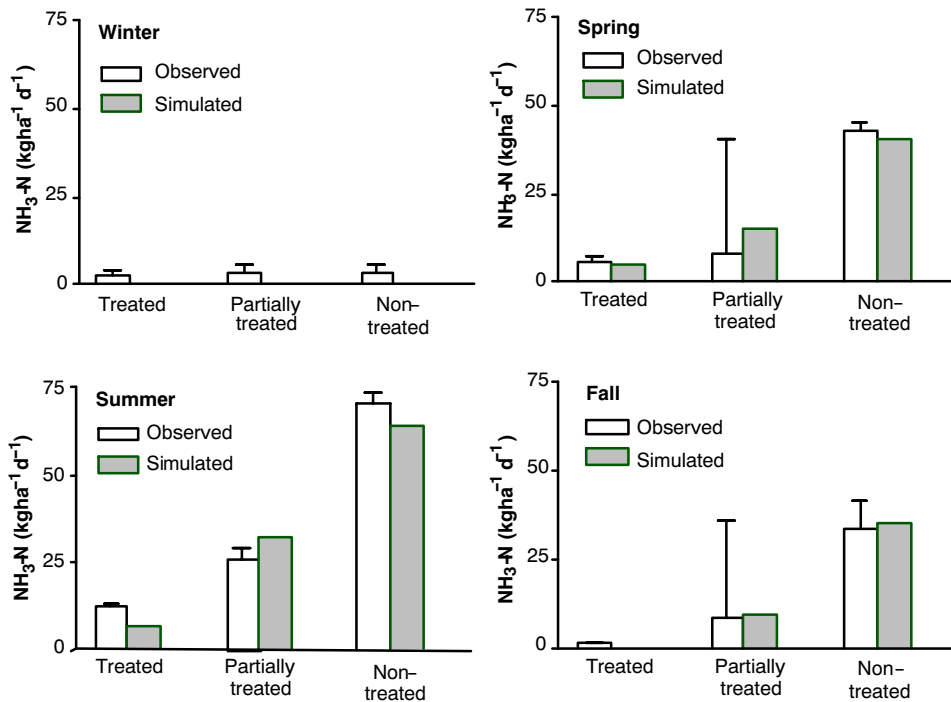 75
50
25
0
NH₃-N (kgha⁻¹ d⁻¹)
Winter
Observed
Simulated
Treated
Partially
treated
Non-
treated
75
50
25
0
NH₃-N (kgha⁻¹ d⁻¹)
Spring
Observed
Simulated
Treated
Partially
treated
Non-
treated
75
50
25
0
NH₃-N (kgha⁻¹ d⁻¹)
Summer
Observed
Simulated
Treated
Partially
treated
Non-
treated
75
50
25
0
NH₃-N (kgha⁻¹ d⁻¹)
Fall
Observed
Simulated
Treated
Partially
treated
Non-
treated